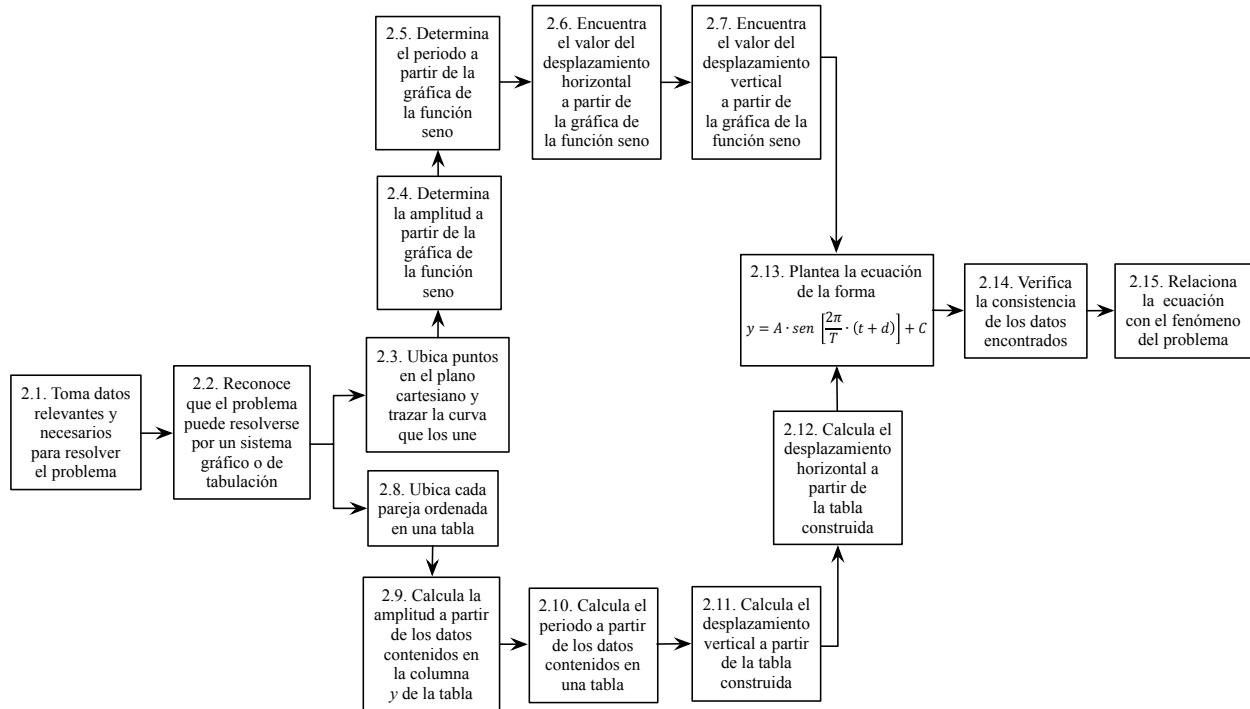 2.1. Toma datos
relevantes y
necesarios
para resolver
el problema
2.2. Reconoce
que el problema
puede resolverse
por un sistema
gráfico o de
tabulación
2.3. Ubica puntos
en el plano
cartesiano y
trazar la curva
que los une
2.4. Determina
la amplitud a
partir de la
gráfica de
la función
seno
2.5. Determina
el periodo a
partir de la
gráfica de
la función
seno
2.6. Encuentra
el valor del
desplazamiento
horizontal
a partir de
la gráfica de
la función seno
2.7. Encuentra
el valor del
desplazamiento
vertical
a partir de
la gráfica de la
función seno
2.8. Ubica cada
pareja ordenada
en una tabla
2.9. Calcula la
amplitud a partir
de los datos
contenidos en
la columna
y de la tabla
2.10. Calcula el
periodo a partir
de los datos
contenidos en
una tabla
2.11. Calcula el
desplazamiento
vertical a partir
de la tabla
construida
2.12. Calcula el
desplazamiento
horizontal a
partir de
la tabla
construida
2.13. Plantea la ecuación
de la forma
y = A · sen [2π/T · (t + d)] + C
2.14. Verifica
la consistencia
de los datos
encontrados
2.15. Relaciona
la ecuación
con el fenómeno
del problema